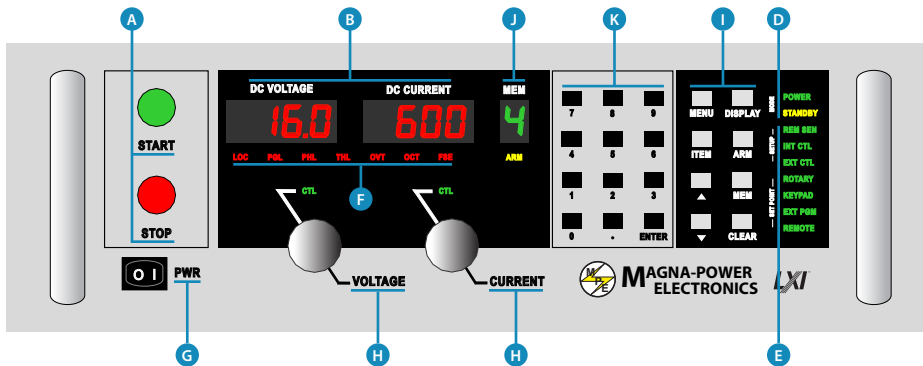 A B J K I D
DC VOLTAGE DC CURRENT MEM
16.0 600 4
LOC PGL PHL THL OVT OCT FSE ARM
F
START
STOP
CTL CTL
VOLTAGE CURRENT
O I PWR
G H H
7 8 9
4 5 6
1 2 3
0 . ENTER
MENU DISPLAY
ITEM ARM
▲ MEM
▼ CLEAR
MODE
SETUP
SET POINT
POWER
STANDBY
REM SEN
INT CTL
EXT CTL
ROTARY
KEYPAD
EXT PGM
REMOTE
MPE MAGNA-POWER
ELECTRONICS
LXI
E